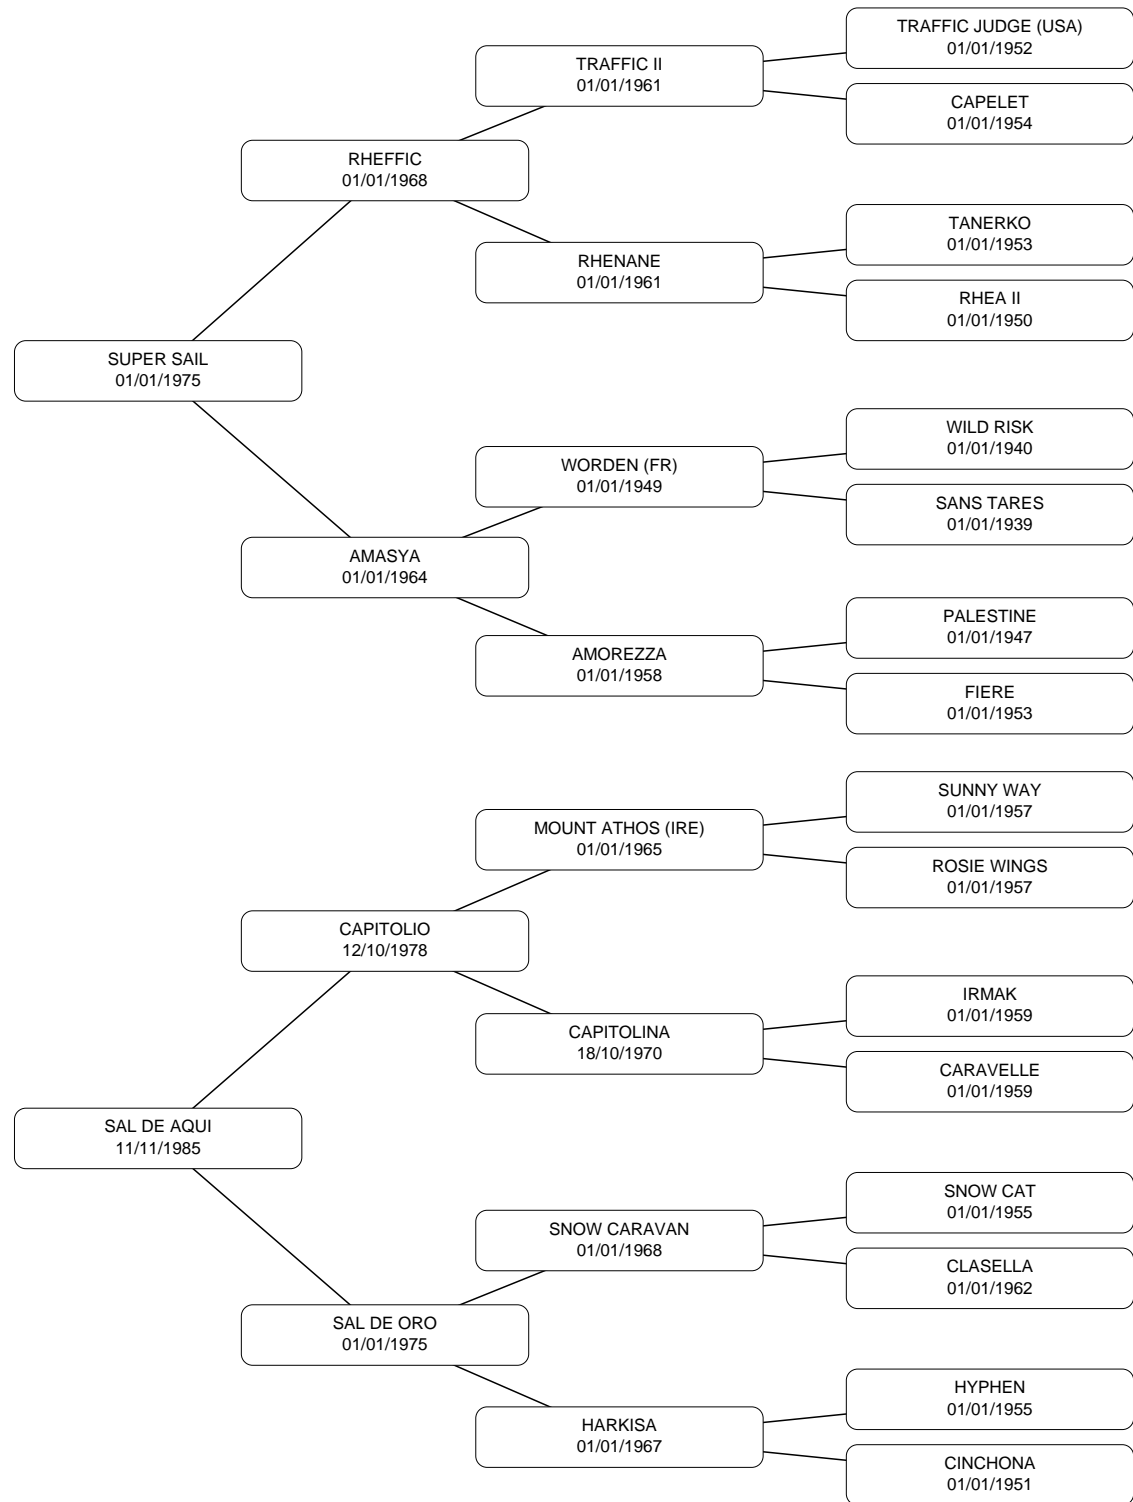 TRAFFIC JUDGE (USA)
01/01/1952
TRAFFIC II
01/01/1961
CAPELET
01/01/1954
RHEFFIC
01/01/1968
TANERKO
01/01/1953
RHENANE
01/01/1961
RHEA II
01/01/1950
SUPER SAIL
01/01/1975
WILD RISK
01/01/1940
WORDEN (FR)
01/01/1949
SANS TARES
01/01/1939
AMASYA
01/01/1964
PALESTINE
01/01/1947
AMOREZZA
01/01/1958
FIERE
01/01/1953
SUNNY WAY
01/01/1957
MOUNT ATHOS (IRE)
01/01/1965
ROSIE WINGS
01/01/1957
CAPITOLIO
12/10/1978
IRMAK
01/01/1959
CAPITOLINA
18/10/1970
CARAVELLE
01/01/1959
SAL DE AQUI
11/11/1985
SNOW CAT
01/01/1955
SNOW CARAVAN
01/01/1968
CLASELLA
01/01/1962
SAL DE ORO
01/01/1975
HYPHEN
01/01/1955
HARKISA
01/01/1967
CINCHONA
01/01/1951